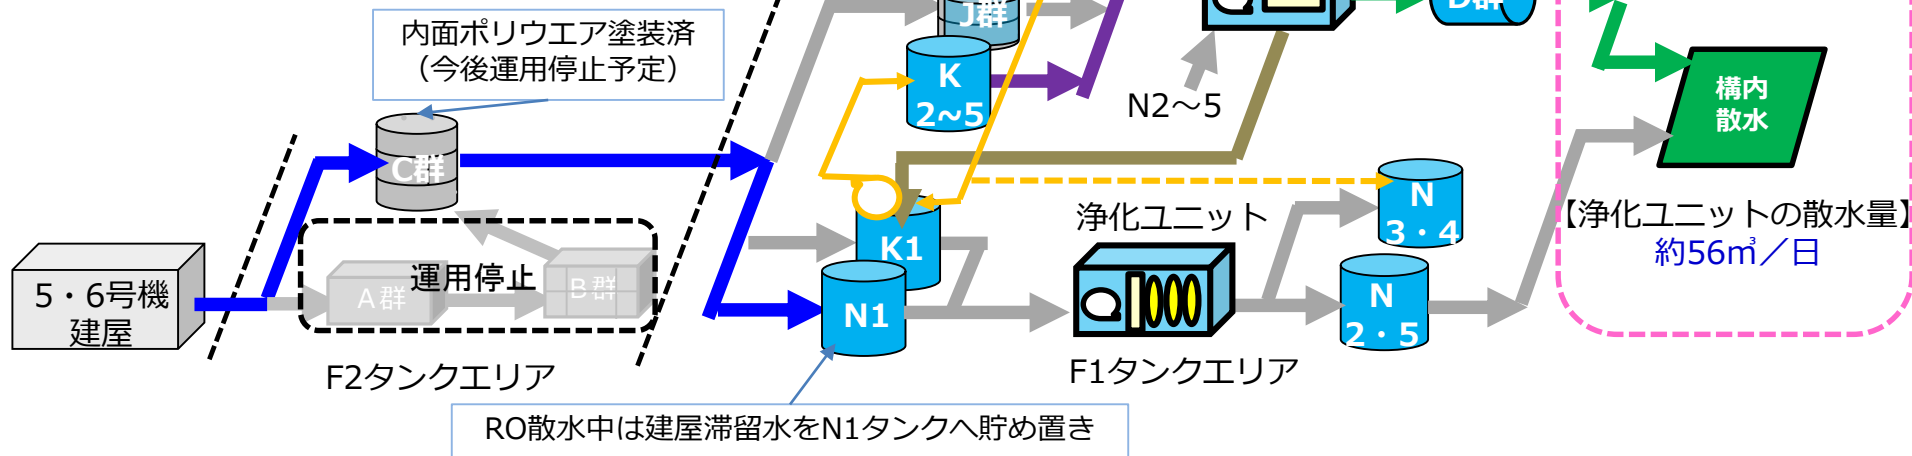 内面ポリウエア塗装済
（今後運用停止予定）
J群
D群
K
2~5
N2～5
構内
散水
C群
N
3・4
浄化ユニット
【浄化ユニットの散水量】
約56㎥／日
K1
5・6号機
建屋
A群
運用停止
B群
N1
N
2・5
F2タンクエリア
F1タンクエリア
RO散水中は建屋滞留水をN1タンクへ貯め置き